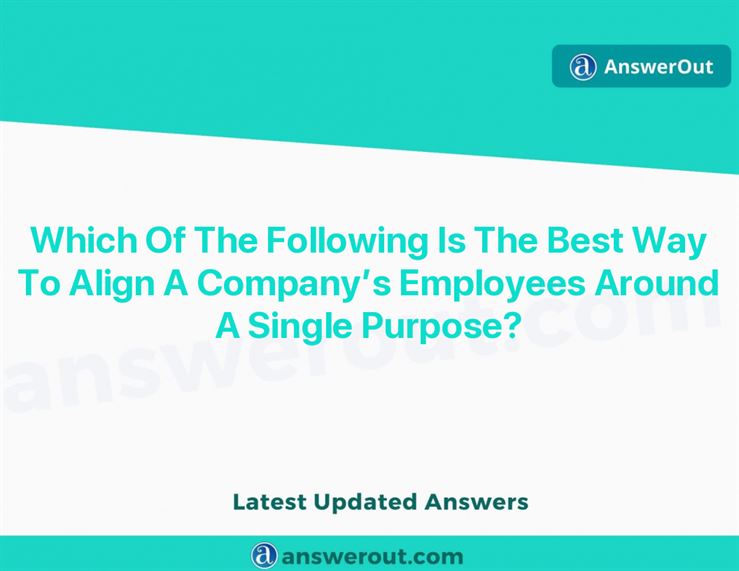 AnswerOut
Which Of The Following Is The Best Way
To Align A Company’s Employees Around
A Single Purpose?
answerout.com
Latest Updated Answers
answerout.com